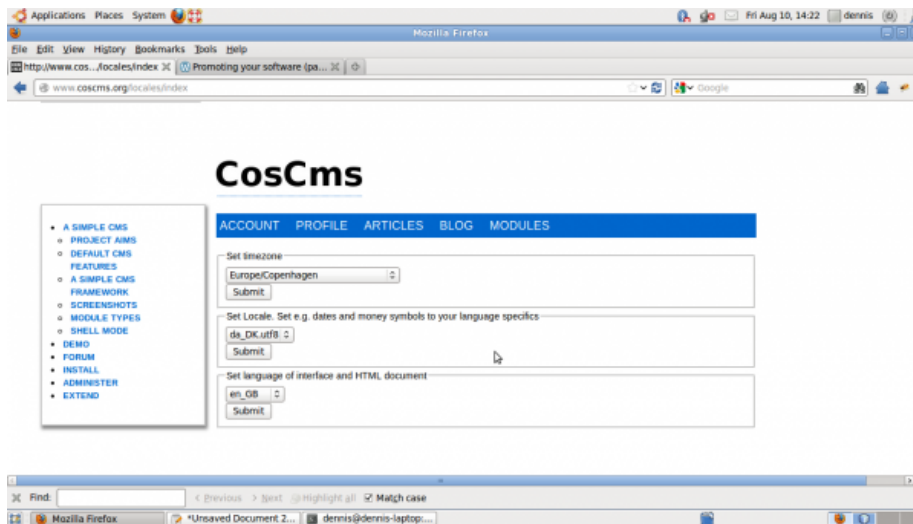 Applications Places System
Fri Aug 10, 14:22 dennis
Mozilla Firefox
File Edit View History Bookmarks Tools Help
http://www.cos.../locales/index
Promoting your software (pa...
www.coscms.org/locales/index
Google
CosCms
ACCOUNT PROFILE ARTICLES BLOG MODULES
A SIMPLE CMS
PROJECT AIMS
DEFAULT CMS
FEATURES
A SIMPLE CMS
FRAMEWORK
SCREENSHOTS
MODULE TYPES
SHELL MODE
DEMO
FORUM
INSTALL
ADMINISTER
EXTEND
Set timezone
Europe/Copenhagen
Submit
Set Locale. Set e.g. dates and money symbols to your language specifics
da_DK.utf8
Submit
Set language of interface and HTML document
en_GB
Submit
Find: Previous Next Highlight all Match case
Mozilla Firefox
*Unsaved Document 2...
dennis@dennis-laptop:...